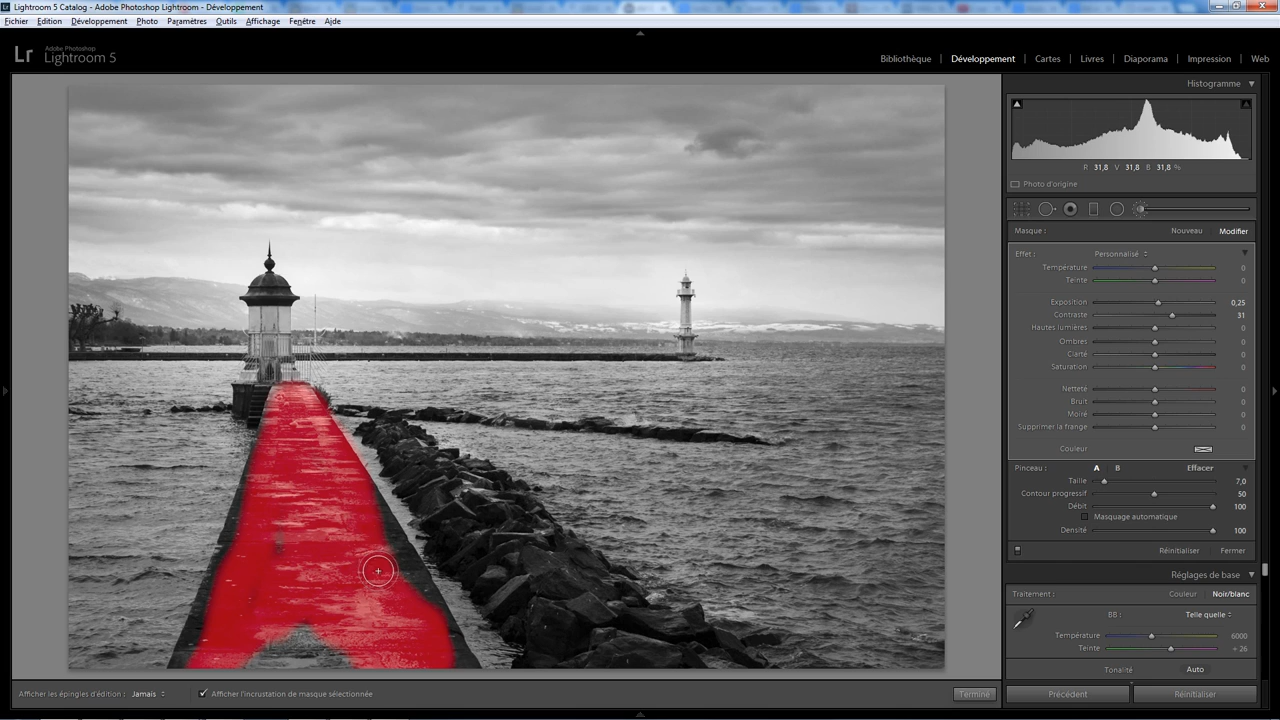 Lightroom 5 Catalog - Adobe Photoshop Lightroom - Développement
Fichier Edition Développement Photo Paramètres Outils Affichage Fenêtre Aide
Lr Adobe Photoshop
Lightroom 5
Bibliothèque | Développement | Cartes | Livres | Diaporama | Impression | Web
Histogramme
R 31,8 V 31,8 B 31,8 %
Photo d'origine
Masque : Nouveau Modifier
Effet : Personnalisé
Température 0
Teinte 0
Exposition 0,25
Contraste 31
Hautes lumières 0
Ombres 0
Clarté 0
Saturation 0
Netteté 0
Bruit 0
Moiré 0
Supprimer la frange 0
Couleur
Pinceau : A B Effacer
Taille 7,0
Contour progressif 50
Débit 100
Masquage automatique
Densité 100
Réinitialiser Fermer
Réglages de base
Traitement : Couleur Noir/blanc
BB : Telle quelle
Température 6000
Teinte + 26
Tonalité Auto
Afficher les épingles d'édition : Jamais Afficher l'incrustation de masque sélectionnée Terminé
Précédent Réinitialiser